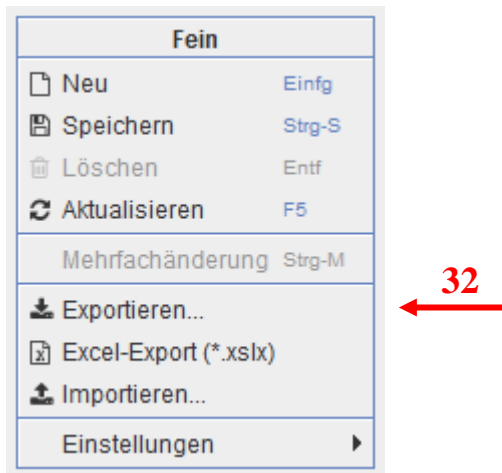 Fein
Neu Einfg
Speichern Strg-S
Löschen Entf
Aktualisieren F5
Mehrfachänderung Strg-M
32
Exportieren...
Excel-Export (*.xslx)
Importieren...
Einstellungen